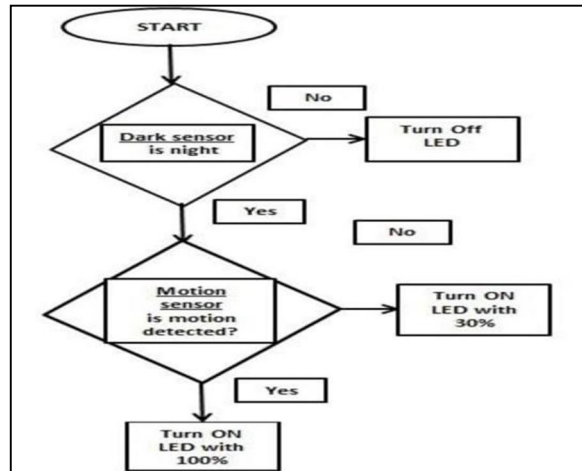 START
No
Dark sensor
is night
Turn Off
LED
Yes
No
Motion
sensor
is motion
detected?
Turn ON
LED with
30%
Yes
Turn ON
LED with
100%